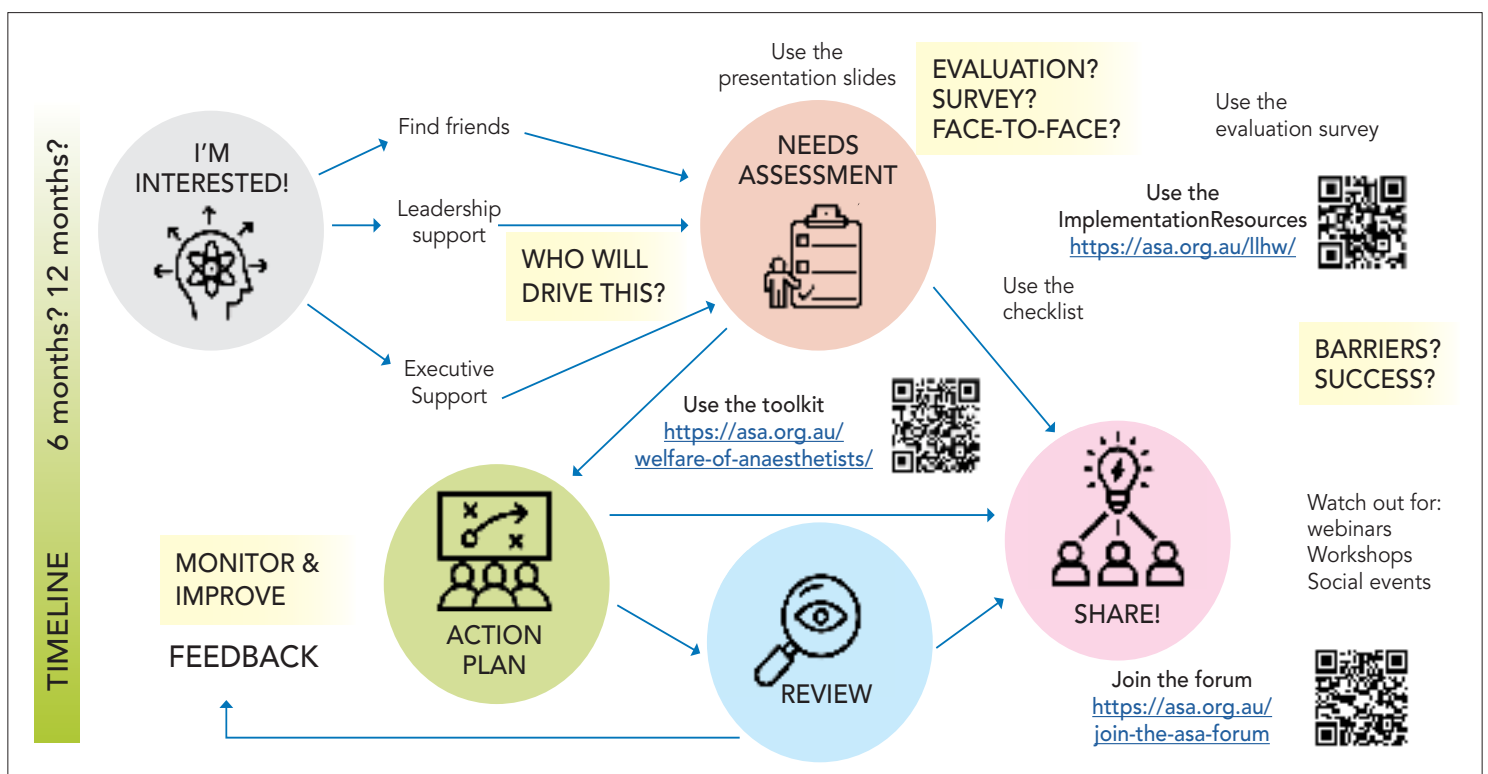 TIMELINE
6 months? 12 months?
I'M
INTERESTED!
Find friends
Leadership
support
Executive
Support
WHO WILL
DRIVE THIS?
Use the
presentation slides
NEEDS
ASSESSMENT
EVALUATION?
SURVEY?
FACE-TO-FACE?
Use the
evaluation survey
Use the
ImplementationResources
https://asa.org.au/llhw/
Use the
checklist
BARRIERS?
SUCCESS?
Use the toolkit
https://asa.org.au/
welfare-of-anaesthetists/
MONITOR &
IMPROVE
FEEDBACK
ACTION
PLAN
REVIEW
SHARE!
Watch out for:
webinars
Workshops
Social events
Join the forum
https://asa.org.au/
join-the-asa-forum